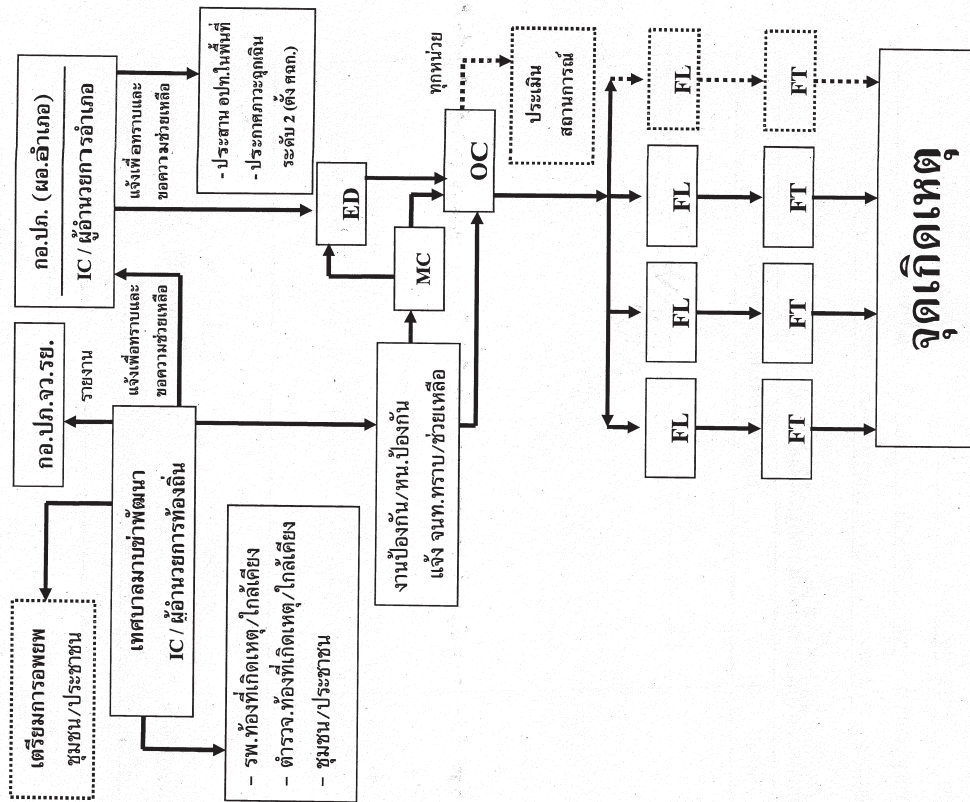 เตรียมการอพยพ
ชุมชน/ประชาชน
กอ.ปภ.จว.รย.
รายงาน
กอ.ปภ. (ผอ.อำเภอ)
IC / ผู้อำนวยการอำเภอ
เทศบาลมาบข่าพัฒนา
IC / ผู้อำนวยการท้องถิ่น
แจ้งเพื่อทราบและ
ขอความช่วยเหลือ
แจ้งเพื่อทราบและ
ขอความช่วยเหลือ
- ประสาน อปท.ในพื้นที่
- ประกาศภาวะฉุกเฉิน
ระดับ 2 (ตั้ง ศฉก.)
- รพ.ท้องที่เกิดเหตุ/ใกล้เคียง
- ตำรวจ.ท้องที่เกิดเหตุ/ใกล้เคียง
- ชุมชน/ประชาชน
งานป้องกัน/หน.ป้องกัน
แจ้ง จนท.ทราบ/ช่วยเหลือ
MC
ED
OC
ทุกหน่วย
ประเมิน
สถานการณ์
FL
FL
FL
FL
FT
FT
FT
FT
จุดเกิดเหตุ